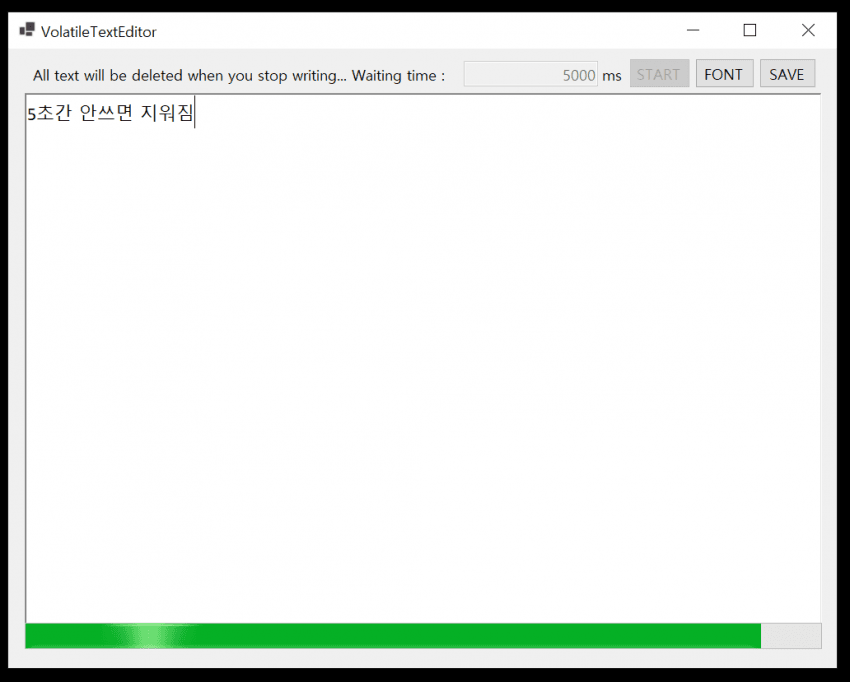 VolatileTextEditor
All text will be deleted when you stop writing... Waiting time : 5000 ms START FONT SAVE
5초간 안쓰면 지워짐